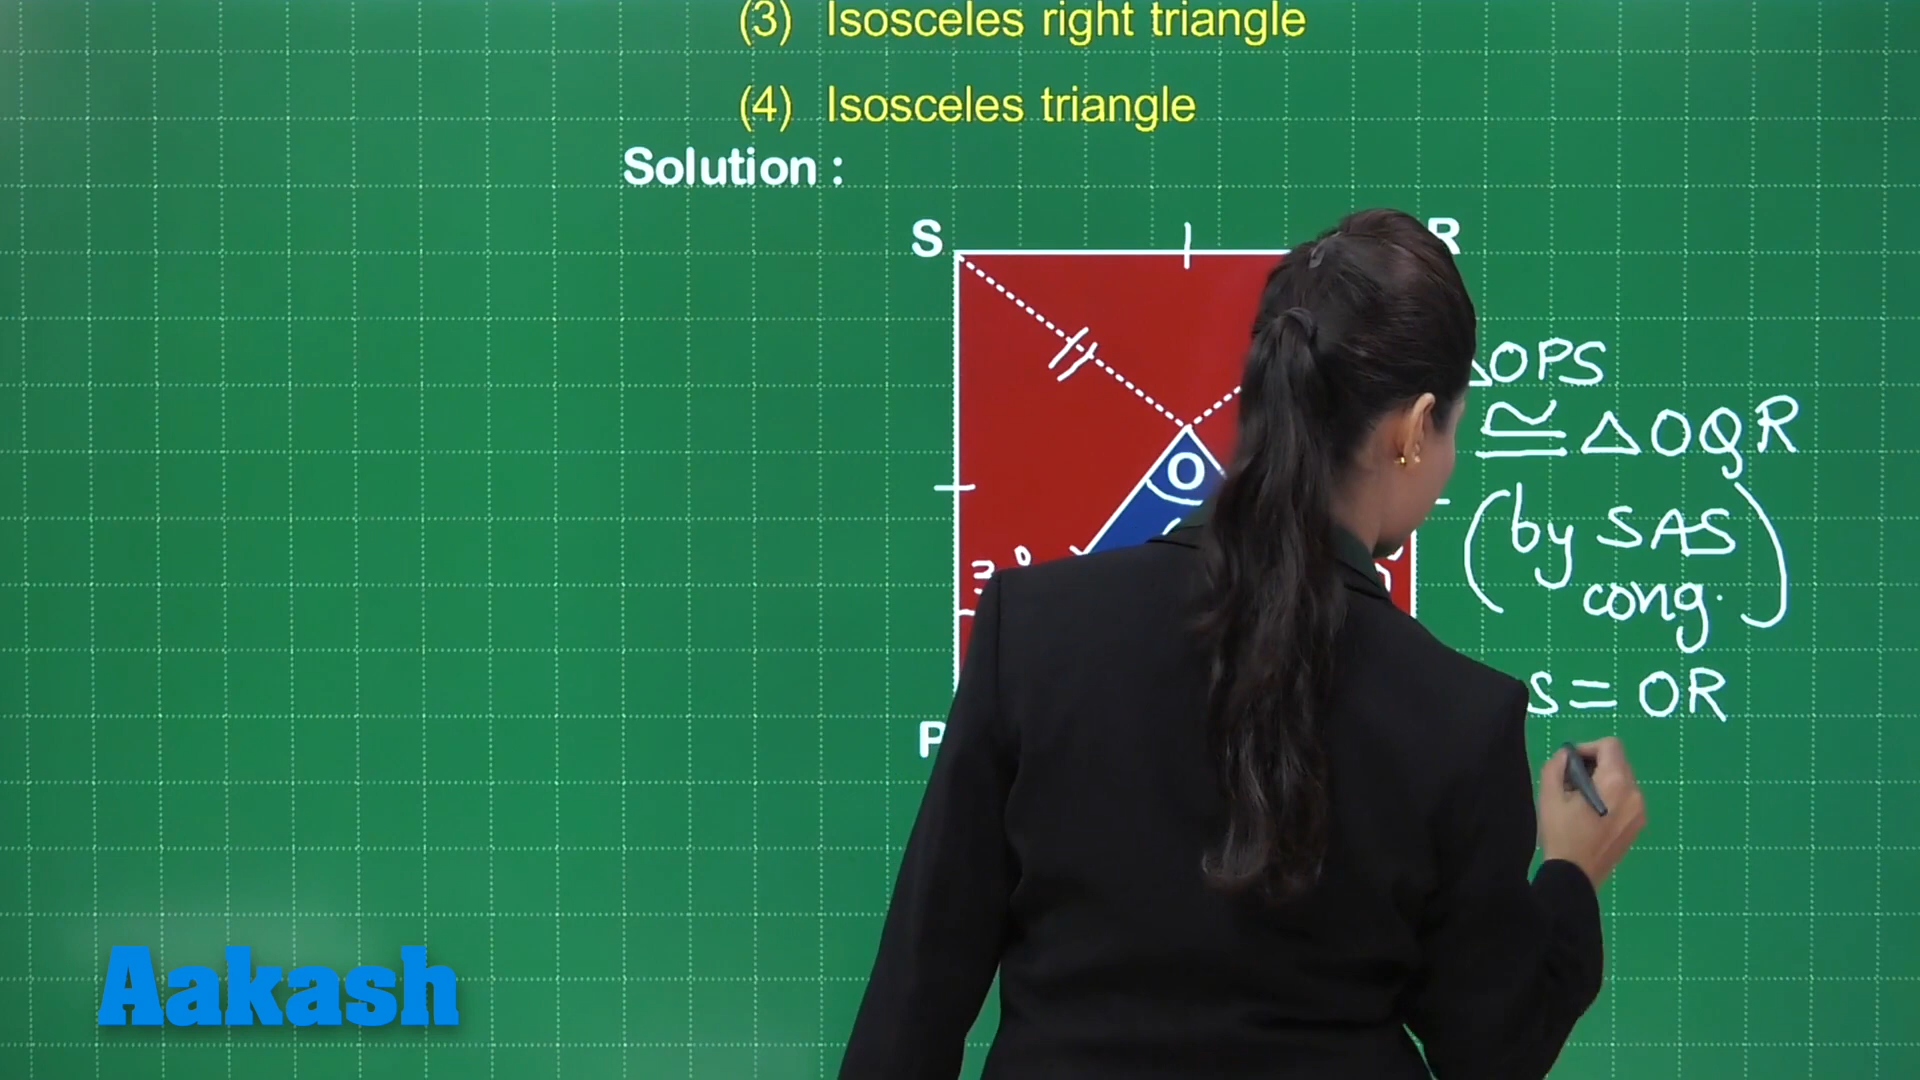 (3) Isosceles right triangle
(4) Isosceles triangle
Solution :
S
R
△OPS
≅ △OQR
O
(by SAS
cong.)
S = OR
P
Aakash